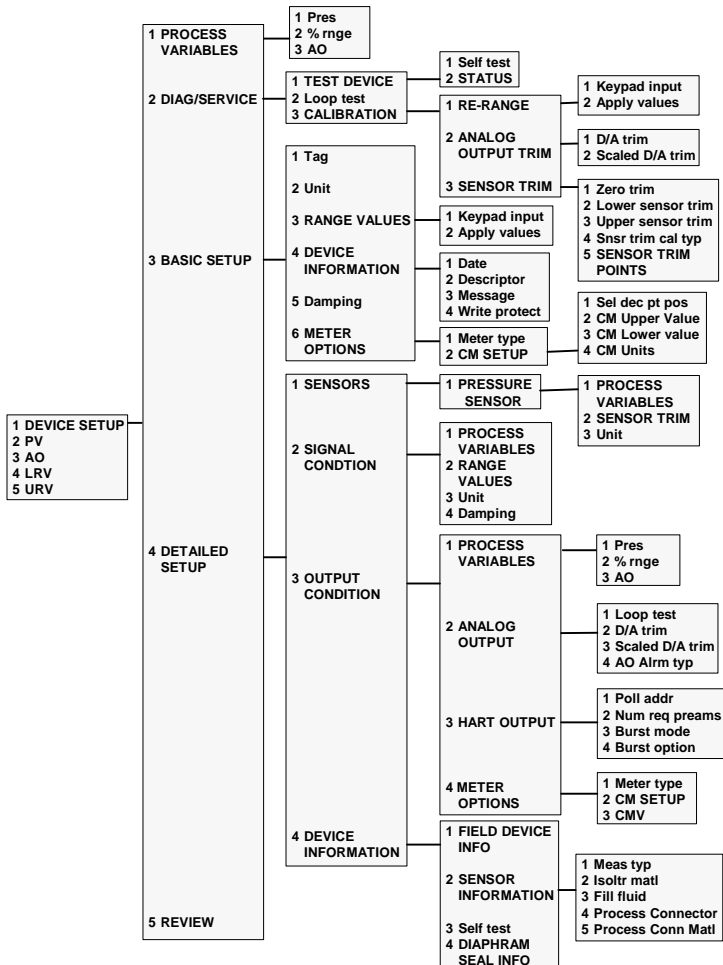 1 DEVICE SETUP
2 PV
3 AO
4 LRV
5 URV
1 PROCESS
VARIABLES
2 DIAG/SERVICE
3 BASIC SETUP
4 DETAILED
SETUP
5 REVIEW
1 Pres
2 % rnge
3 AO
1 TEST DEVICE
2 Loop test
3 CALIBRATION
1 Self test
2 STATUS
1 RE-RANGE
2 ANALOG
OUTPUT TRIM
3 SENSOR TRIM
1 Keypad input
2 Apply values
1 D/A trim
2 Scaled D/A trim
1 Zero trim
2 Lower sensor trim
3 Upper sensor trim
4 Snsr trim cal typ
5 SENSOR TRIM
POINTS
1 Tag
2 Unit
3 RANGE VALUES
4 DEVICE
INFORMATION
5 Damping
6 METER
OPTIONS
1 Keypad input
2 Apply values
1 Date
2 Descriptor
3 Message
4 Write protect
1 Meter type
2 CM SETUP
1 Sel dec pt pos
2 CM Upper Value
3 CM Lower value
4 CM Units
1 SENSORS
2 SIGNAL
CONDTION
3 OUTPUT
CONDITION
4 DEVICE
INFORMATION
1 PRESSURE
SENSOR
1 PROCESS
VARIABLES
2 SENSOR TRIM
3 Unit
1 PROCESS
VARIABLES
2 RANGE
VALUES
3 Unit
4 Damping
1 PROCESS
VARIABLES
2 ANALOG
OUTPUT
3 HART OUTPUT
4 METER
OPTIONS
1 Pres
2 % rnge
3 AO
1 Loop test
2 D/A trim
3 Scaled D/A trim
4 AO Alrm typ
1 Poll addr
2 Num req preams
3 Burst mode
4 Burst option
1 Meter type
2 CM SETUP
3 CMV
1 FIELD DEVICE
INFO
2 SENSOR
INFORMATION
3 Self test
4 DIAPHRAM
SEAL INFO
1 Meas typ
2 Isoltr matl
3 Fill fluid
4 Process Connector
5 Process Conn Matl